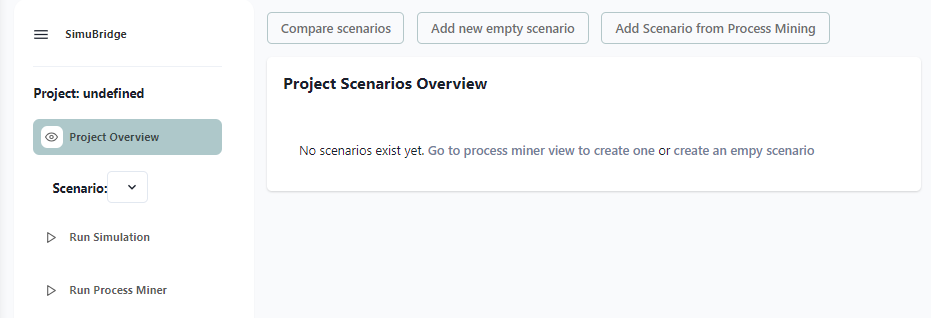 SimuBridge
Project: undefined
Project Overview
Scenario:
Run Simulation
Run Process Miner
Compare scenarios
Add new empty scenario
Add Scenario from Process Mining
Project Scenarios Overview
No scenarios exist yet. Go to process miner view to create one or create an empy scenario